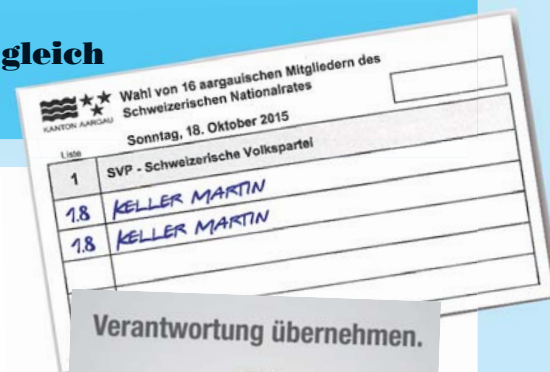 gleich
KANTON AARGAU
Wahl von 16 aargauischen Mitgliedern des
Schweizerischen Nationalrates
Sonntag, 18. Oktober 2015
Liste
1 SVP - Schweizerische Volkspartei
1.8 KELLER MARTIN
1.8 KELLER MARTIN
Verantwortung übernehmen.